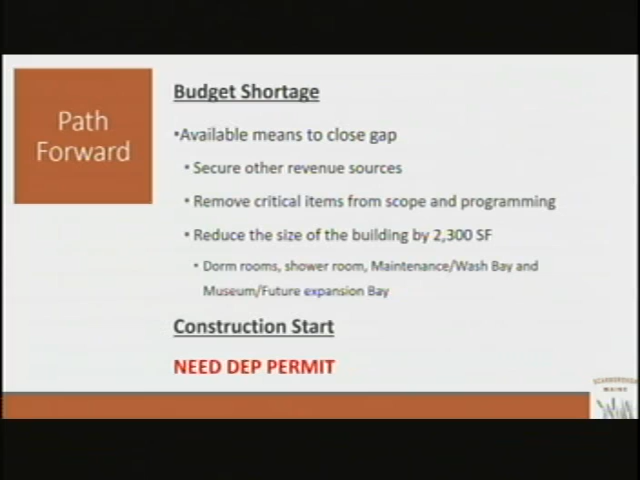 Path
Forward
Budget Shortage
•Available means to close gap
• Secure other revenue sources
• Remove critical items from scope and programming
• Reduce the size of the building by 2,300 SF
• Dorm rooms, shower room, Maintenance/Wash Bay and
Museum/Future expansion Bay
Construction Start
NEED DEP PERMIT
MAINE